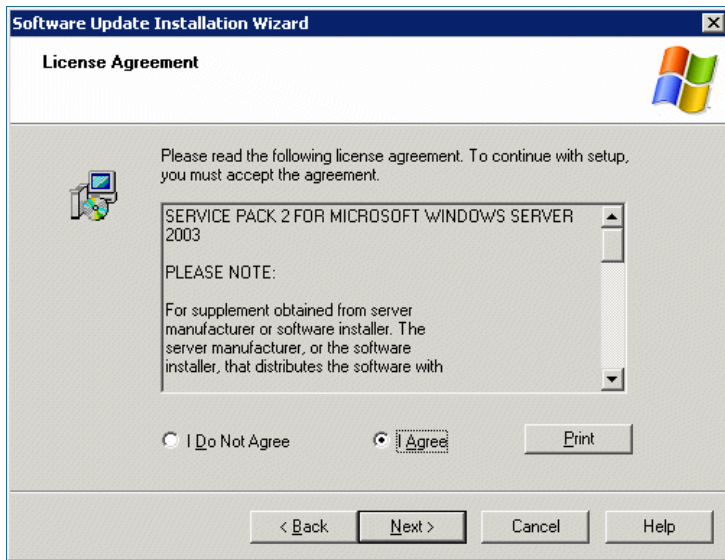 Software Update Installation Wizard
License Agreement
Please read the following license agreement. To continue with setup,
you must accept the agreement.
SERVICE PACK 2 FOR MICROSOFT WINDOWS SERVER
2003
PLEASE NOTE:
For supplement obtained from server
manufacturer or software installer. The
server manufacturer, or the software
installer, that distributes the software with
I Do Not Agree
I Agree
Print
< Back
Next >
Cancel
Help